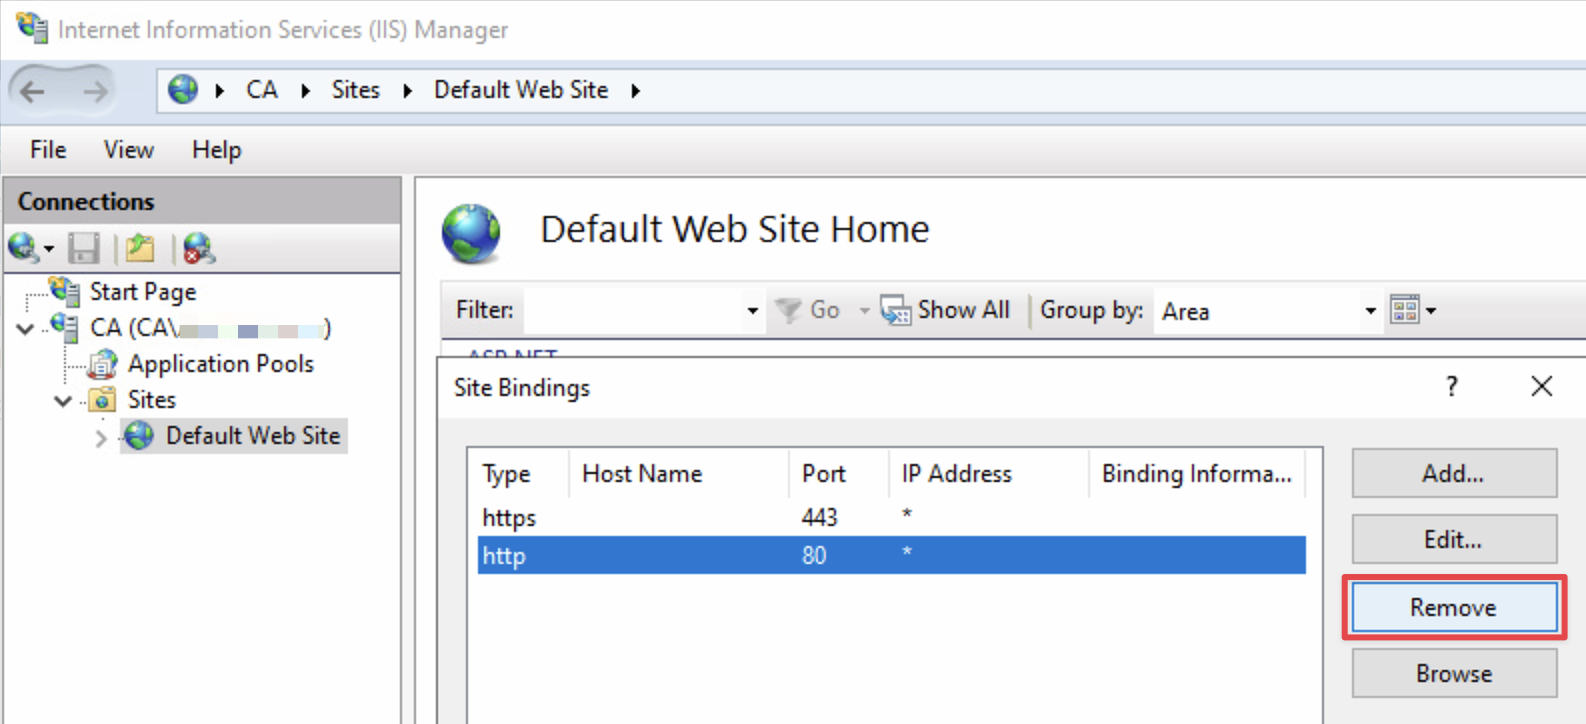 Internet Information Services (IIS) Manager
CA Sites Default Web Site
File View Help
Connections
Start Page
CA (CA\ )
Application Pools
Sites
Default Web Site
Default Web Site Home
Filter: Go Show All Group by: Area
ASP.NET
Site Bindings ?
Type Host Name Port IP Address Binding Informa...
https 443 *
http 80 *
Add...
Edit...
Remove
Browse